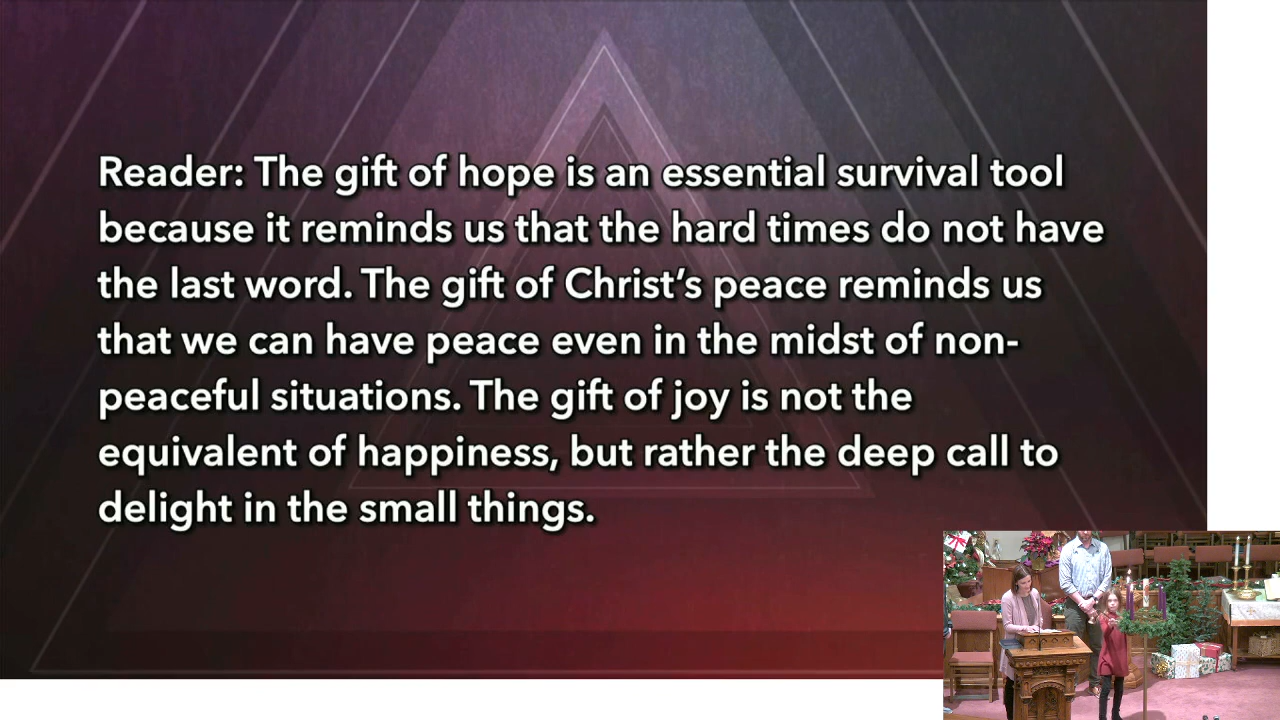 Reader: The gift of hope is an essential survival tool
because it reminds us that the hard times do not have
the last word. The gift of Christ’s peace reminds us
that we can have peace even in the midst of non-
peaceful situations. The gift of joy is not the
equivalent of happiness, but rather the deep call to
delight in the small things.